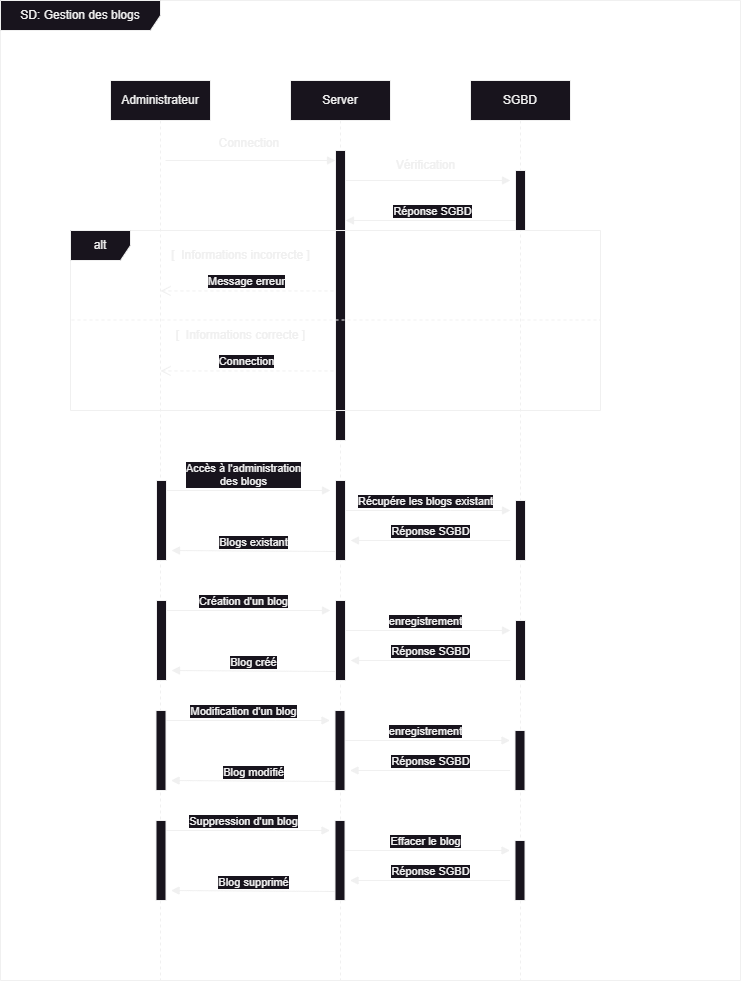 SD: Gestion des blogs
Administrateur
Server
SGBD
Connection
Vérification
Réponse SGBD
alt
[ Informations incorrecte ]
Message erreur
[ Informations correcte ]
Connection
Accès à l'administration
des blogs
Récupére les blogs existant
Réponse SGBD
Blogs existant
Création d'un blog
enregistrement
Réponse SGBD
Blog créé
Modification d'un blog
enregistrement
Réponse SGBD
Blog modifié
Suppression d'un blog
Effacer le blog
Réponse SGBD
Blog supprimé